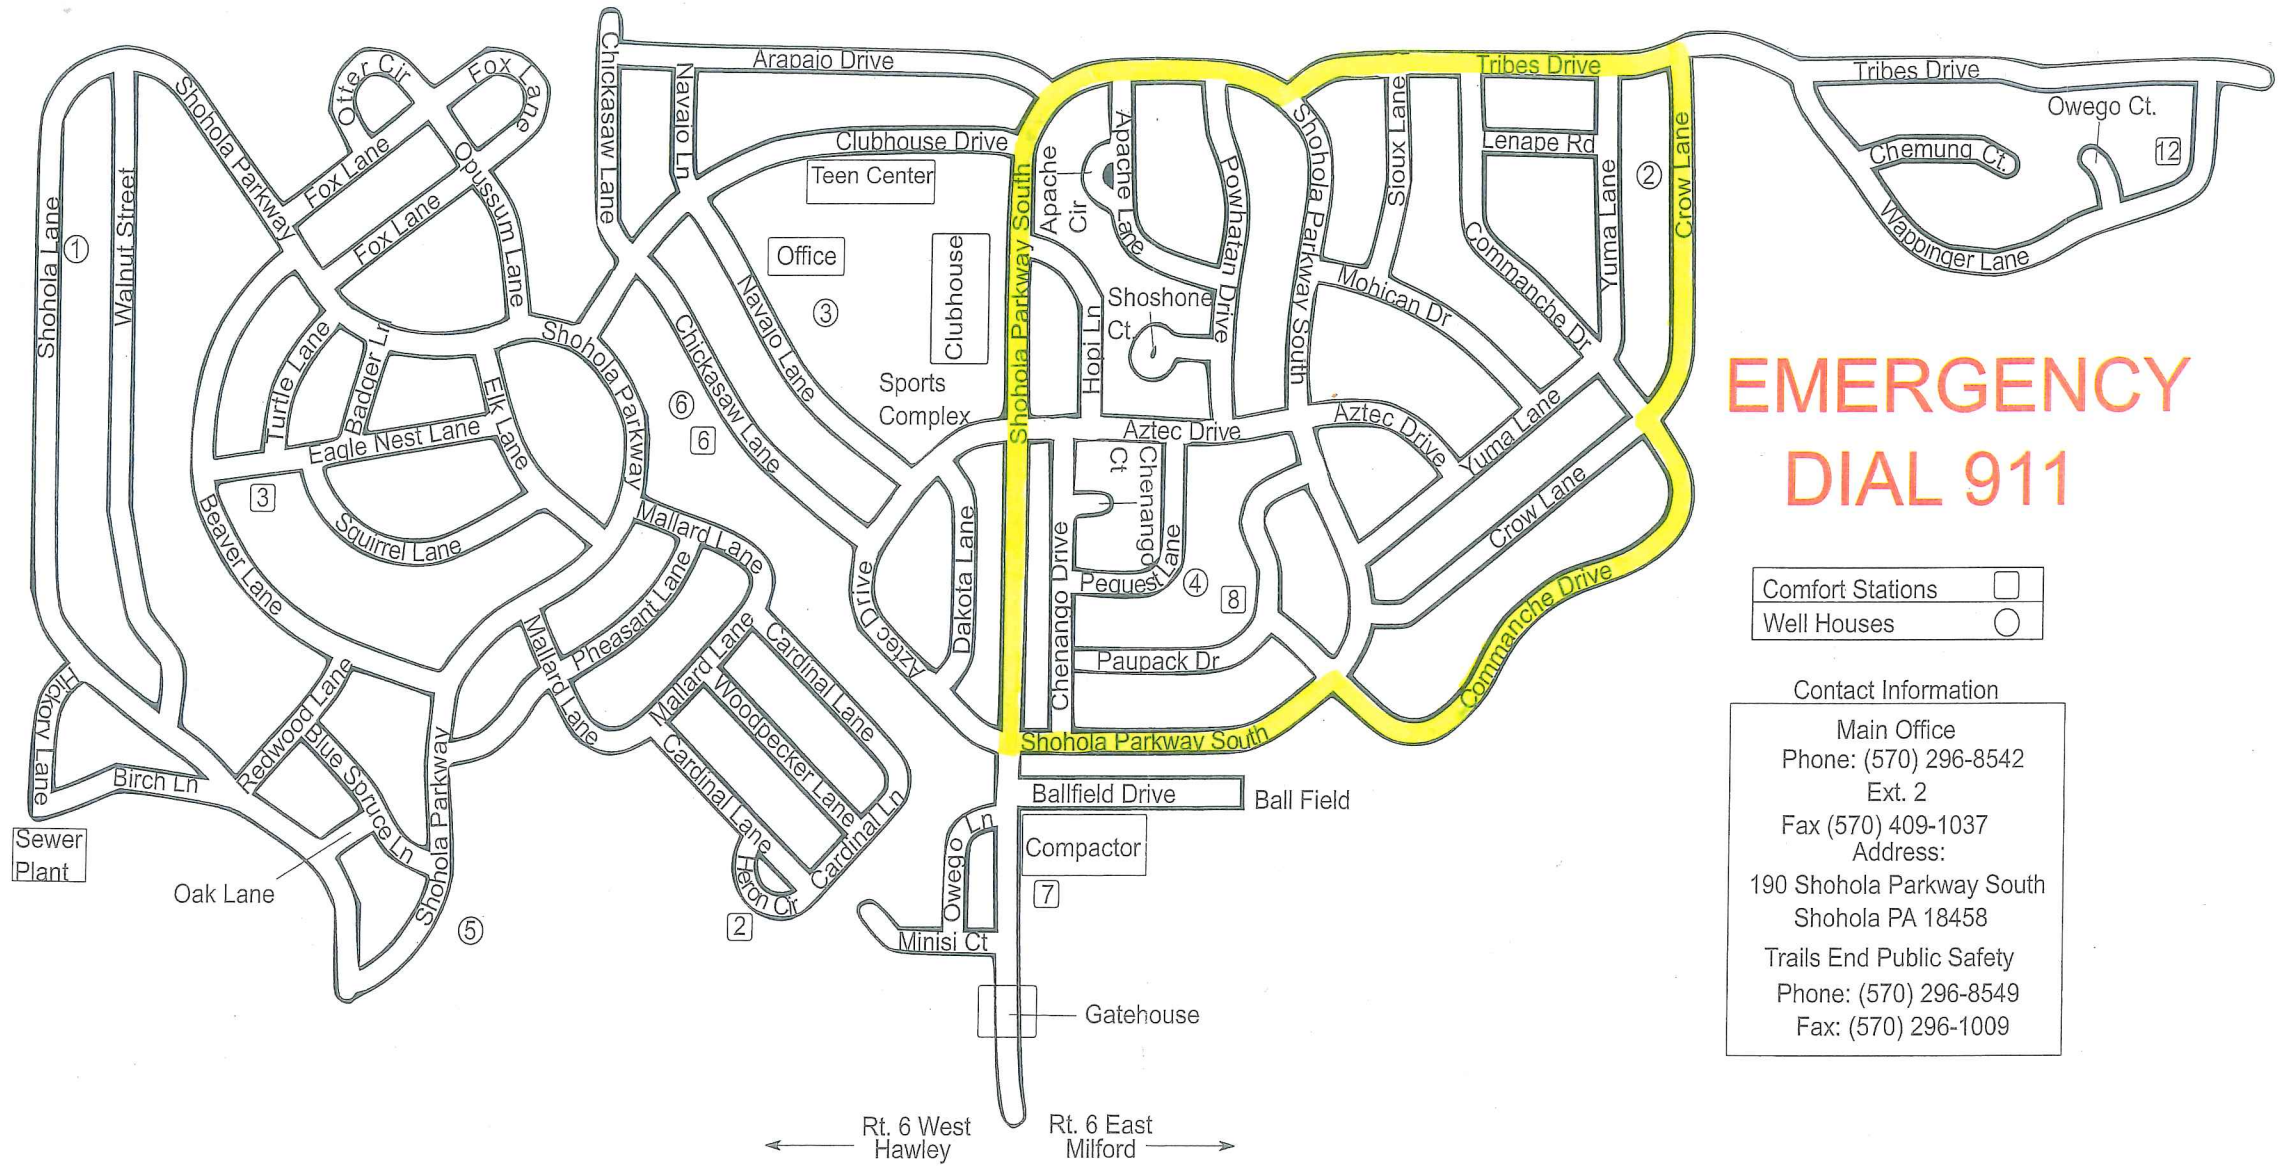 Otter Cir
Fox Lane
Chickasaw Lane
Navajo Ln
Arapajo Drive
Tribes Drive
Tribes Drive
Owego Ct.
Shohola Parkway
Clubhouse Drive
Teen Center
Apache Cir
Apache Lane
Powhatan Drive
Shohola Parkway South
Sioux Lane
Lenape Rd
Yuma Lane
2
Crow Lane
Chemung Ct.
12
Wappinger Lane
Shohola Lane
1
Walnut Street
Fox Lane
Fox Lane
Opussum Lane
Office
3
Clubhouse
Navajo Lane
Shohola Parkway South
Hopi Ln
Shoshone
Ct.
Mohican Dr
Commanche Dr
Turtle Lane
Badger Ln
Elk Lane
Eagle Nest Lane
Shohola Parkway
Chickasaw Lane
6
6
Sports
Complex
Aztec Drive
Aztec Drive
Yuma Lane
Crow Lane
EMERGENCY
DIAL 911
3
Beaver Lane
Squirrel Lane
Mallard Lane
Pheasant Lane
Mallard Lane
Mallard Lane
Cardinal Lane
Woodpecker Lane
Cardinal Lane
Cardinal Ln
Heron Cir
2
Aztec Drive
Dakota Lane
Chenango Drive
Chenango
Ct
Pequest Lane
4
8
Paupack Dr
Commanche Drive
Shohola Parkway South
Comfort Stations
Well Houses
Hickory Lane
Birch Ln
Redwood Lane
Blue Spruce Ln
Shohola Parkway
Shohola Parkway
Oak Lane
5
Sewer
Plant
Ballfield Drive
Ball Field
Compactor
7
Owego Ln
Minisi Ct
Gatehouse
Rt. 6 West
Hawley
Rt. 6 East
Milford
Contact Information
Main Office
Phone: (570) 296-8542
Ext. 2
Fax (570) 409-1037
Address:
190 Shohola Parkway South
Shohola PA 18458
Trails End Public Safety
Phone: (570) 296-8549
Fax: (570) 296-1009